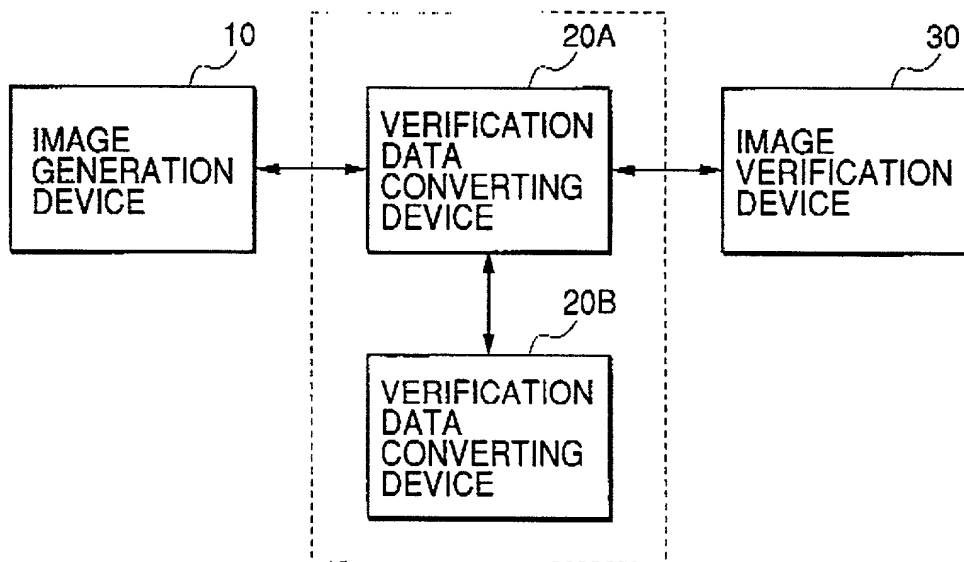 10
IMAGE
GENERATION
DEVICE
20A
VERIFICATION
DATA
CONVERTING
DEVICE
30
IMAGE
VERIFICATION
DEVICE
20B
VERIFICATION
DATA
CONVERTING
DEVICE